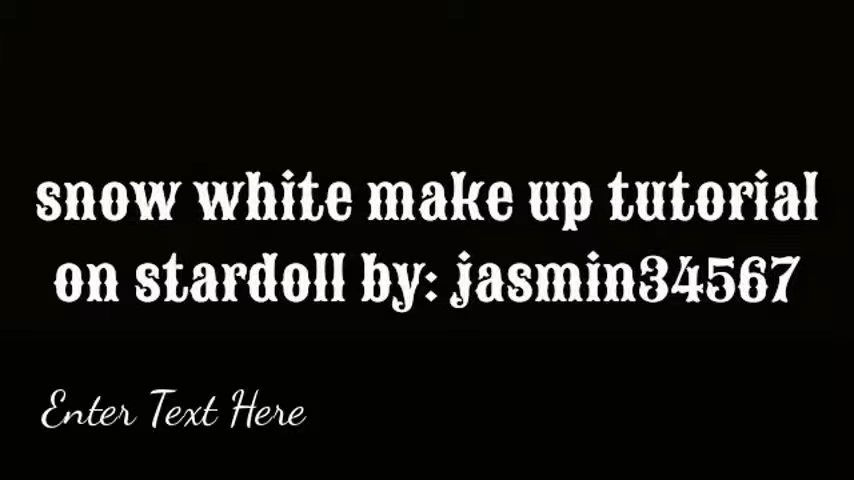 snow white make up tutorial
on stardoll by: jasmin34567
Enter Text Here